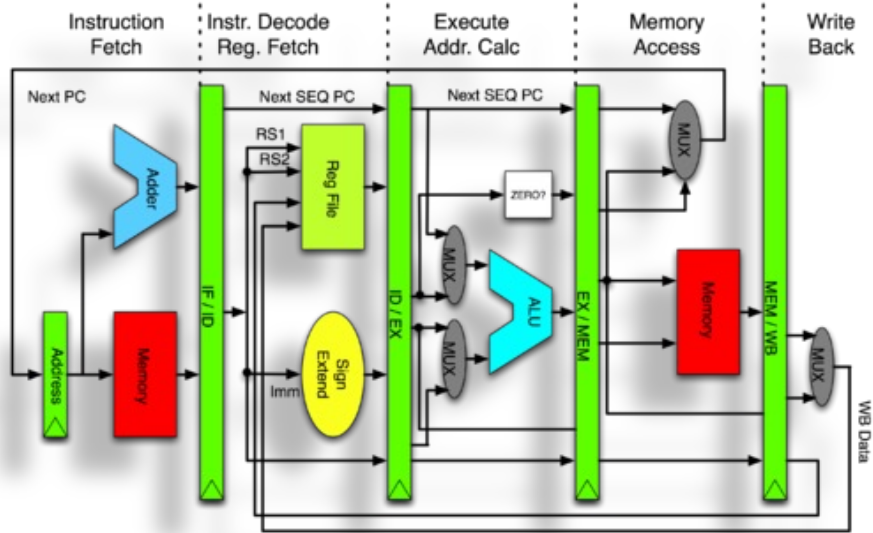 Instruction
Fetch
Instr. Decode
Reg. Fetch
Execute
Addr. Calc
Memory
Access
Write
Back
Next PC
Next SEQ PC
Next SEQ PC
RS1
RS2
Reg File
MUX
Adder
ZERO?
MUX
ALU
Memory
IF / ID
ID / EX
EX / MEM
MEM / WB
Address
Memory
Sign
Extend
Imm
MUX
MUX
WB Data